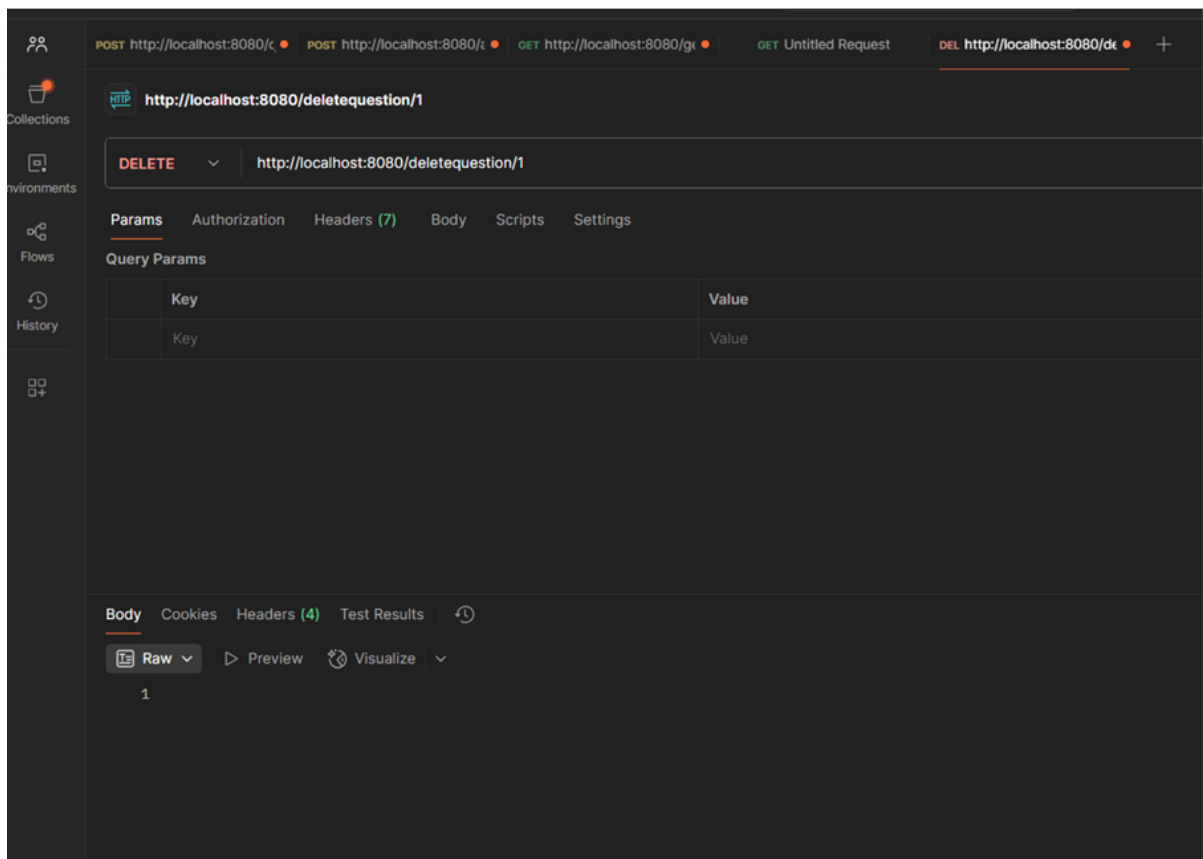 POST http://localhost:8080/c POST http://localhost:8080/a GET http://localhost:8080/ge GET Untitled Request DEL http://localhost:8080/de
HTTP http://localhost:8080/deletequestion/1
Collections
DELETE http://localhost:8080/deletequestion/1
nvironments
Params Authorization Headers (7) Body Scripts Settings
Flows
Query Params
Key Value
History
Key Value
Body Cookies Headers (4) Test Results
Raw Preview Visualize
1